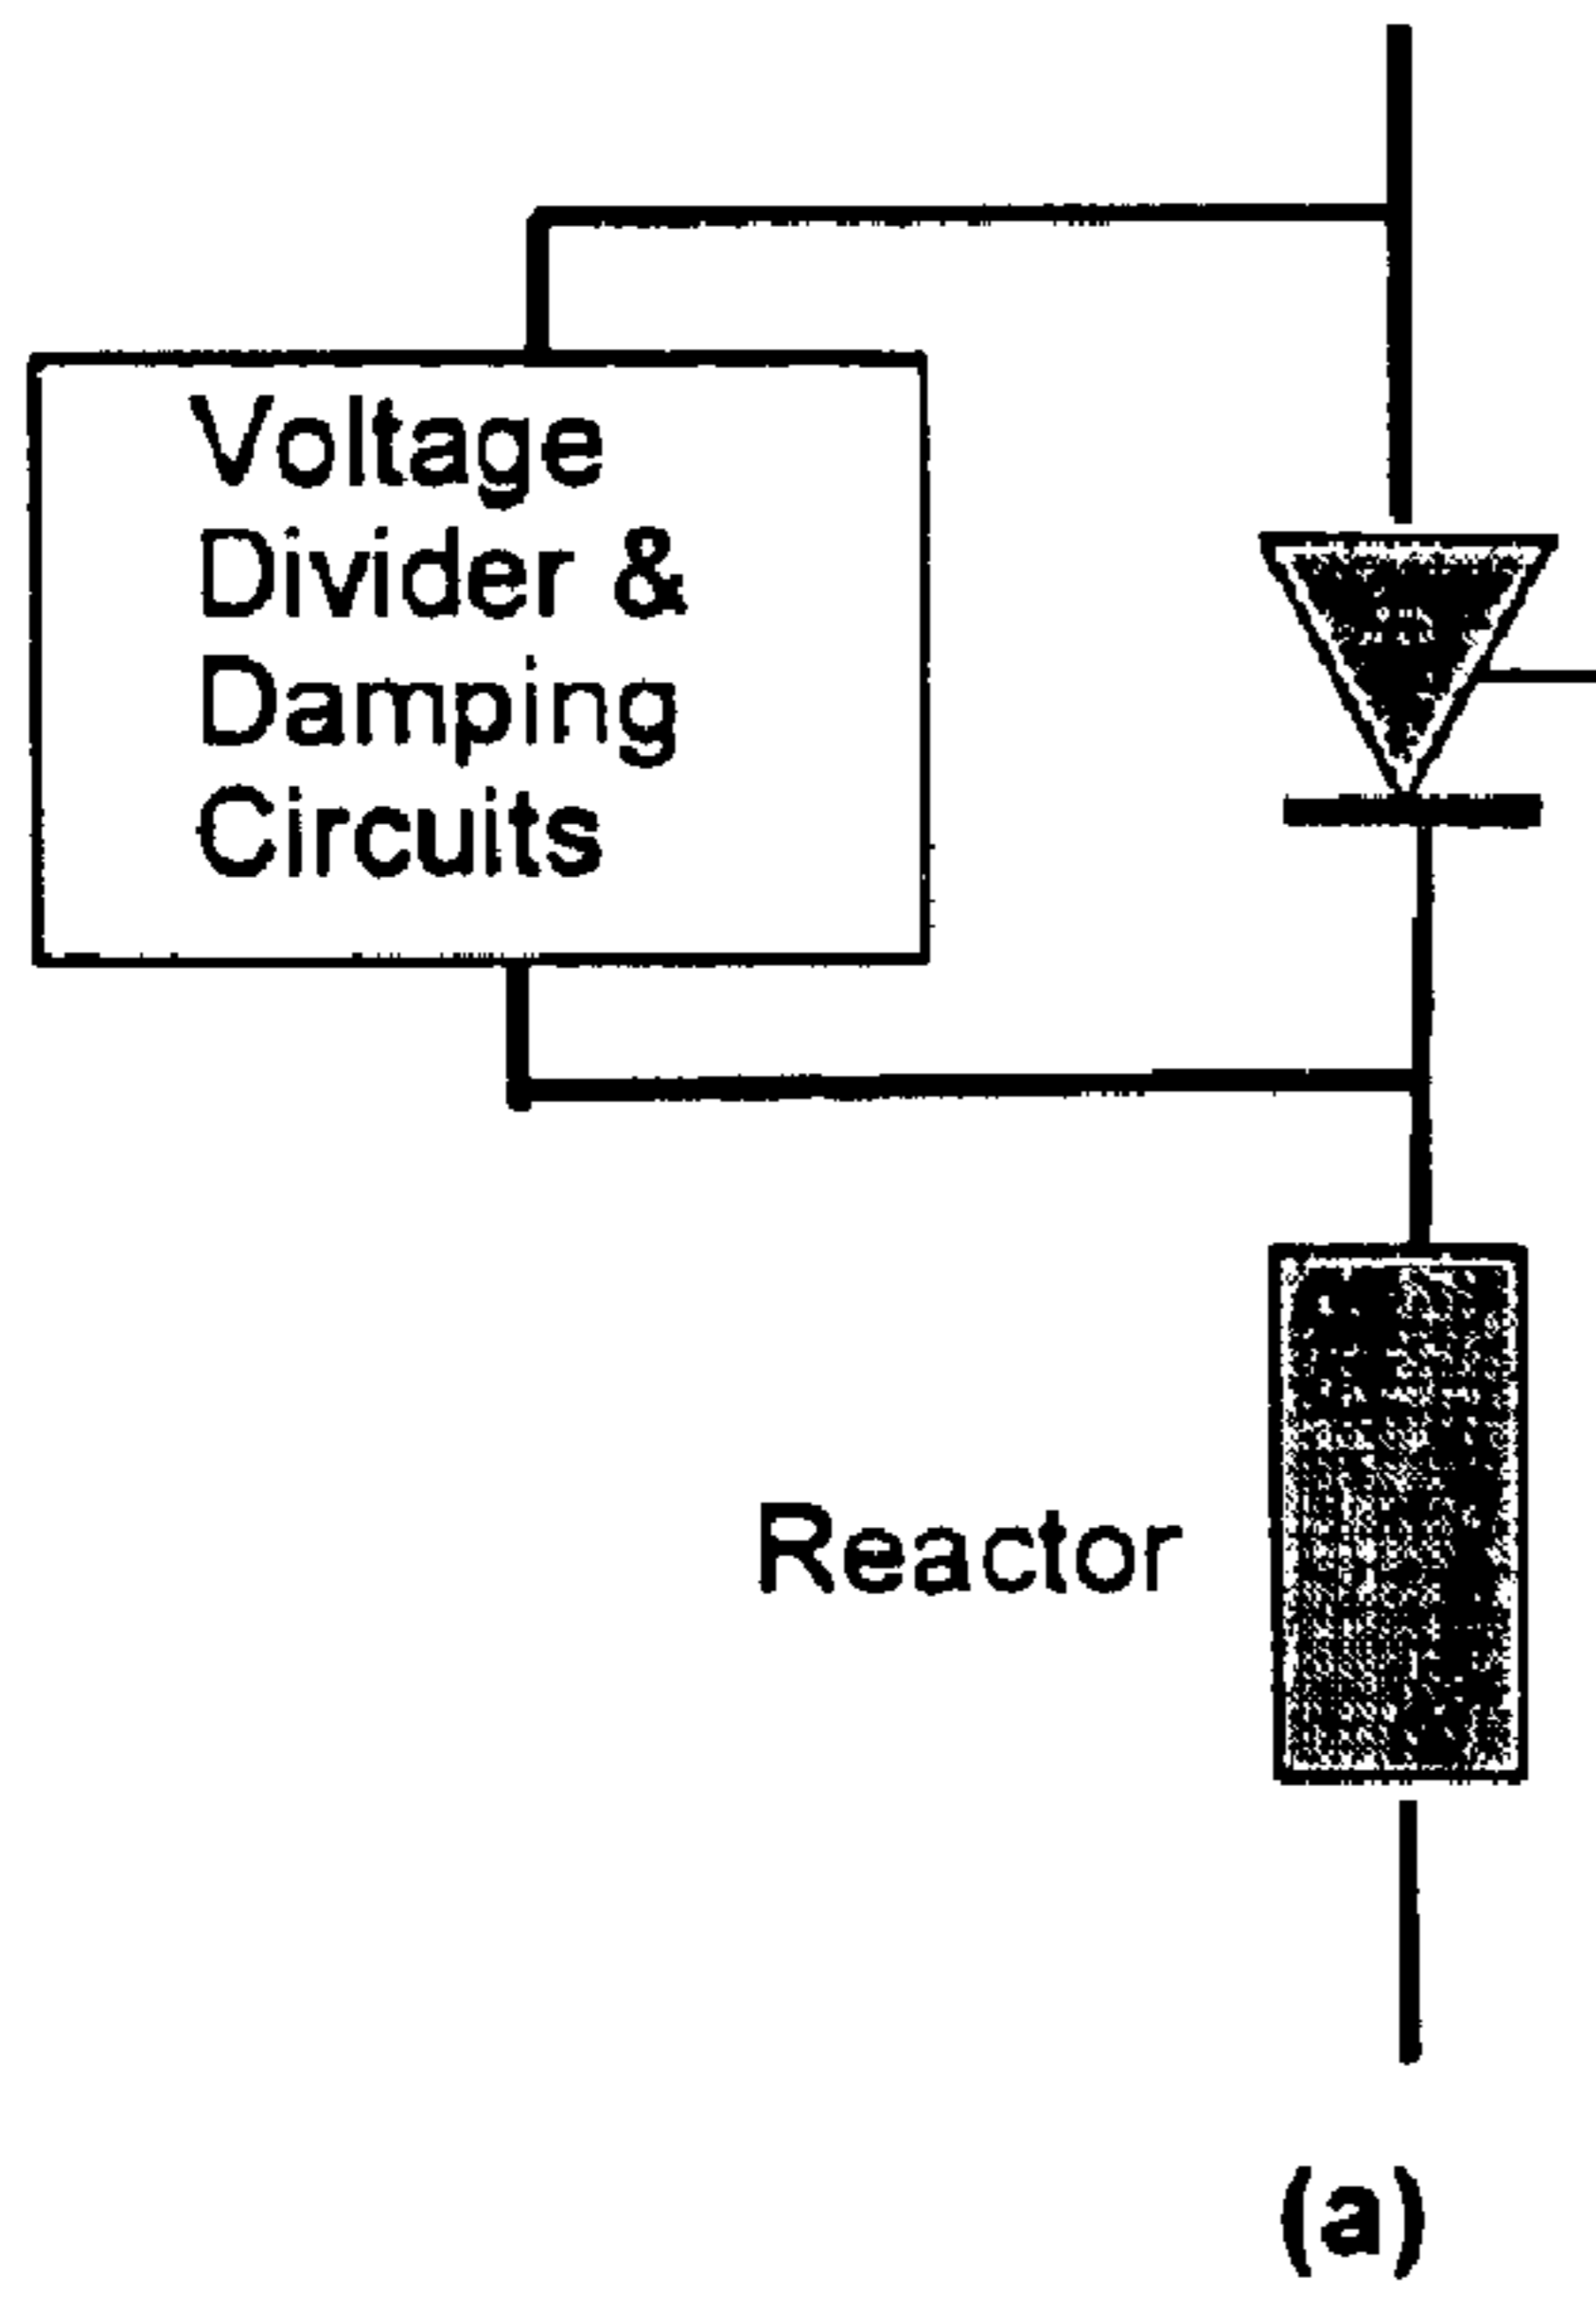 Voltage
Divider &
Damping
Circuits
Reactor
(a)